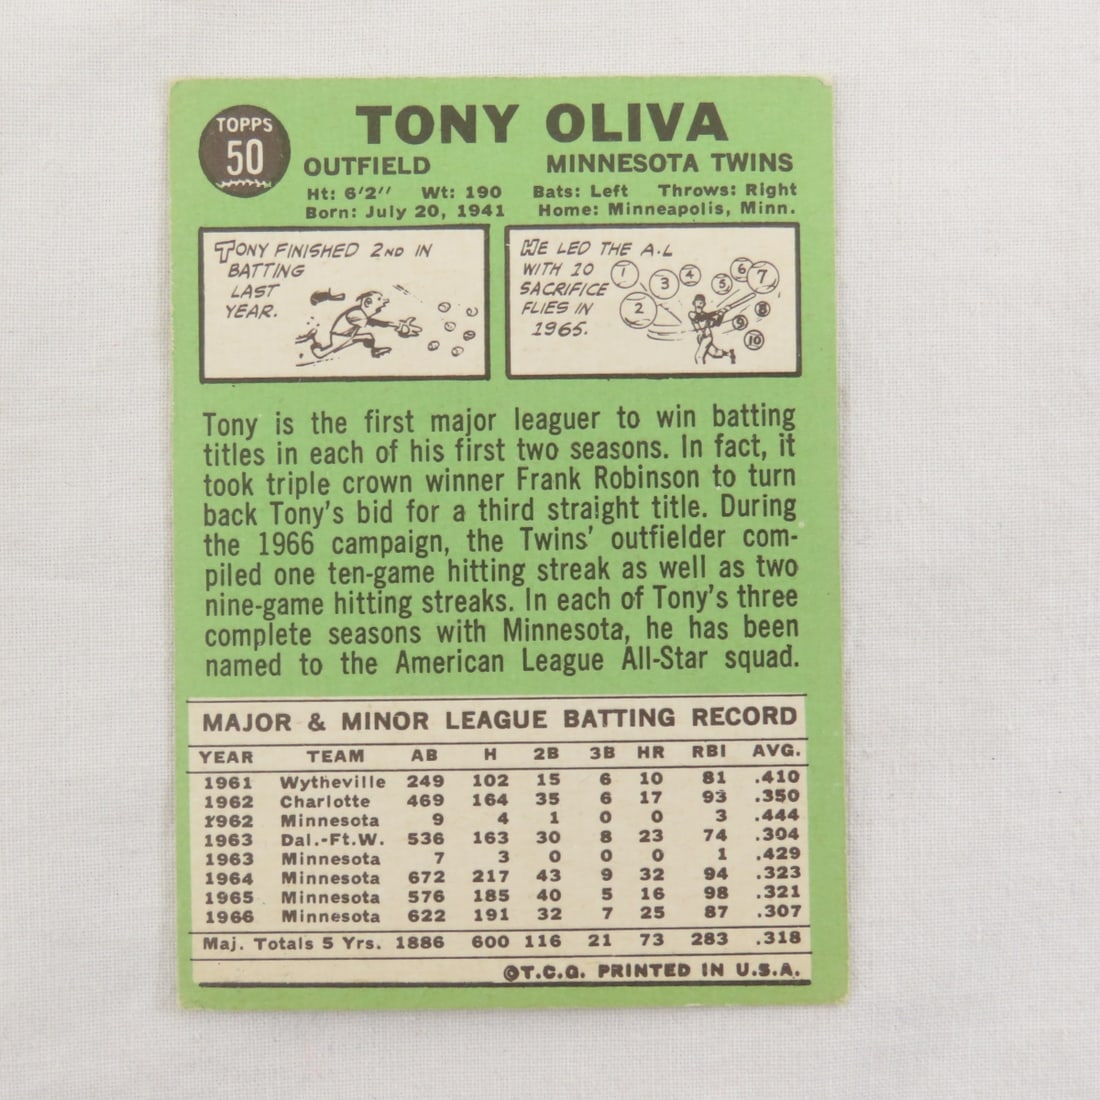 TOPPS
50
TONY OLIVA
OUTFIELD MINNESOTA TWINS
Ht: 6'2'' Wt: 190 Bats: Left Throws: Right
Born: July 20, 1941 Home: Minneapolis, Minn.
TONY FINISHED 2ND IN
BATTING
LAST
YEAR.
HE LED THE A.L
WITH 10
SACRIFICE
FLIES IN
1965.
1
2
3
4
5
6
7
8
9
10
Tony is the first major leaguer to win batting
titles in each of his first two seasons. In fact, it
took triple crown winner Frank Robinson to turn
back Tony's bid for a third straight title. During
the 1966 campaign, the Twins' outfielder com-
piled one ten-game hitting streak as well as two
nine-game hitting streaks. In each of Tony's three
complete seasons with Minnesota, he has been
named to the American League All-Star squad.
MAJOR & MINOR LEAGUE BATTING RECORD
YEAR TEAM AB H 2B 3B HR RBI AVG.
1961 Wytheville 249 102 15 6 10 81 .410
1962 Charlotte 469 164 35 6 17 93 .350
1962 Minnesota 9 4 1 0 0 3 .444
1963 Dal.-Ft.W. 536 163 30 8 23 74 .304
1963 Minnesota 7 3 0 0 0 1 .429
1964 Minnesota 672 217 43 9 32 94 .323
1965 Minnesota 576 185 40 5 16 98 .321
1966 Minnesota 622 191 32 7 25 87 .307
Maj. Totals 5 Yrs. 1886 600 116 21 73 283 .318
©T.C.G. PRINTED IN U.S.A.